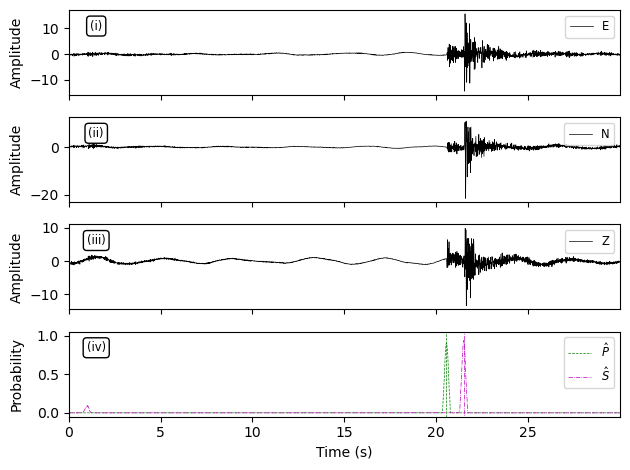 (i)
E
Amplitude
10
0
−10
(ii)
N
Amplitude
0
−20
(iii)
Z
Amplitude
10
0
−10
(iv)
P̂
Ŝ
Probability
1.0
0.5
0.0
0 5 10 15 20 25
Time (s)